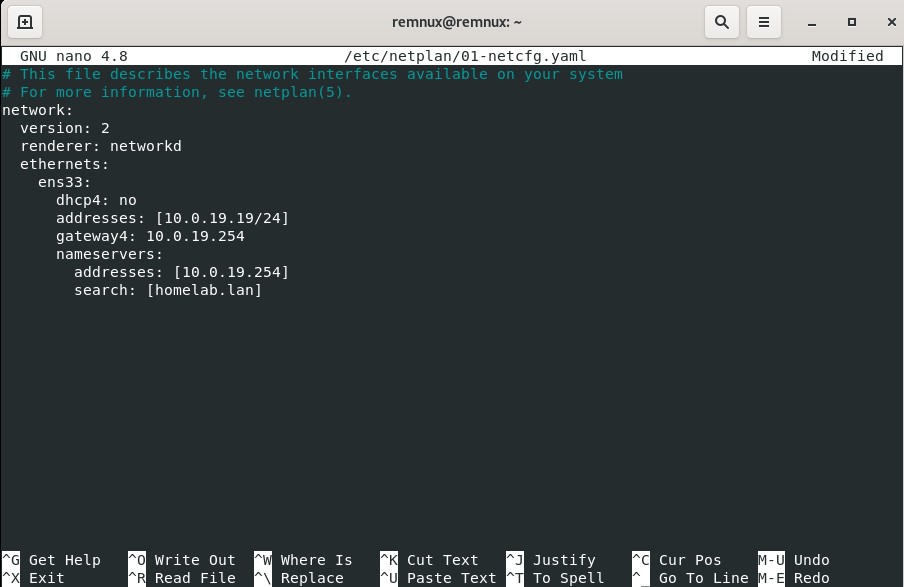 remnux@remnux: ~
GNU nano 4.8 /etc/netplan/01-netcfg.yaml Modified
# This file describes the network interfaces available on your system
# For more information, see netplan(5).
network:
  version: 2
  renderer: networkd
  ethernets:
    ens33:
      dhcp4: no
      addresses: [10.0.19.19/24]
      gateway4: 10.0.19.254
      nameservers:
        addresses: [10.0.19.254]
        search: [homelab.lan]
^G Get Help ^O Write Out ^W Where Is ^K Cut Text ^J Justify ^C Cur Pos M-U Undo
^X Exit ^R Read File ^\ Replace ^U Paste Text ^T To Spell ^_ Go To Line M-E Redo